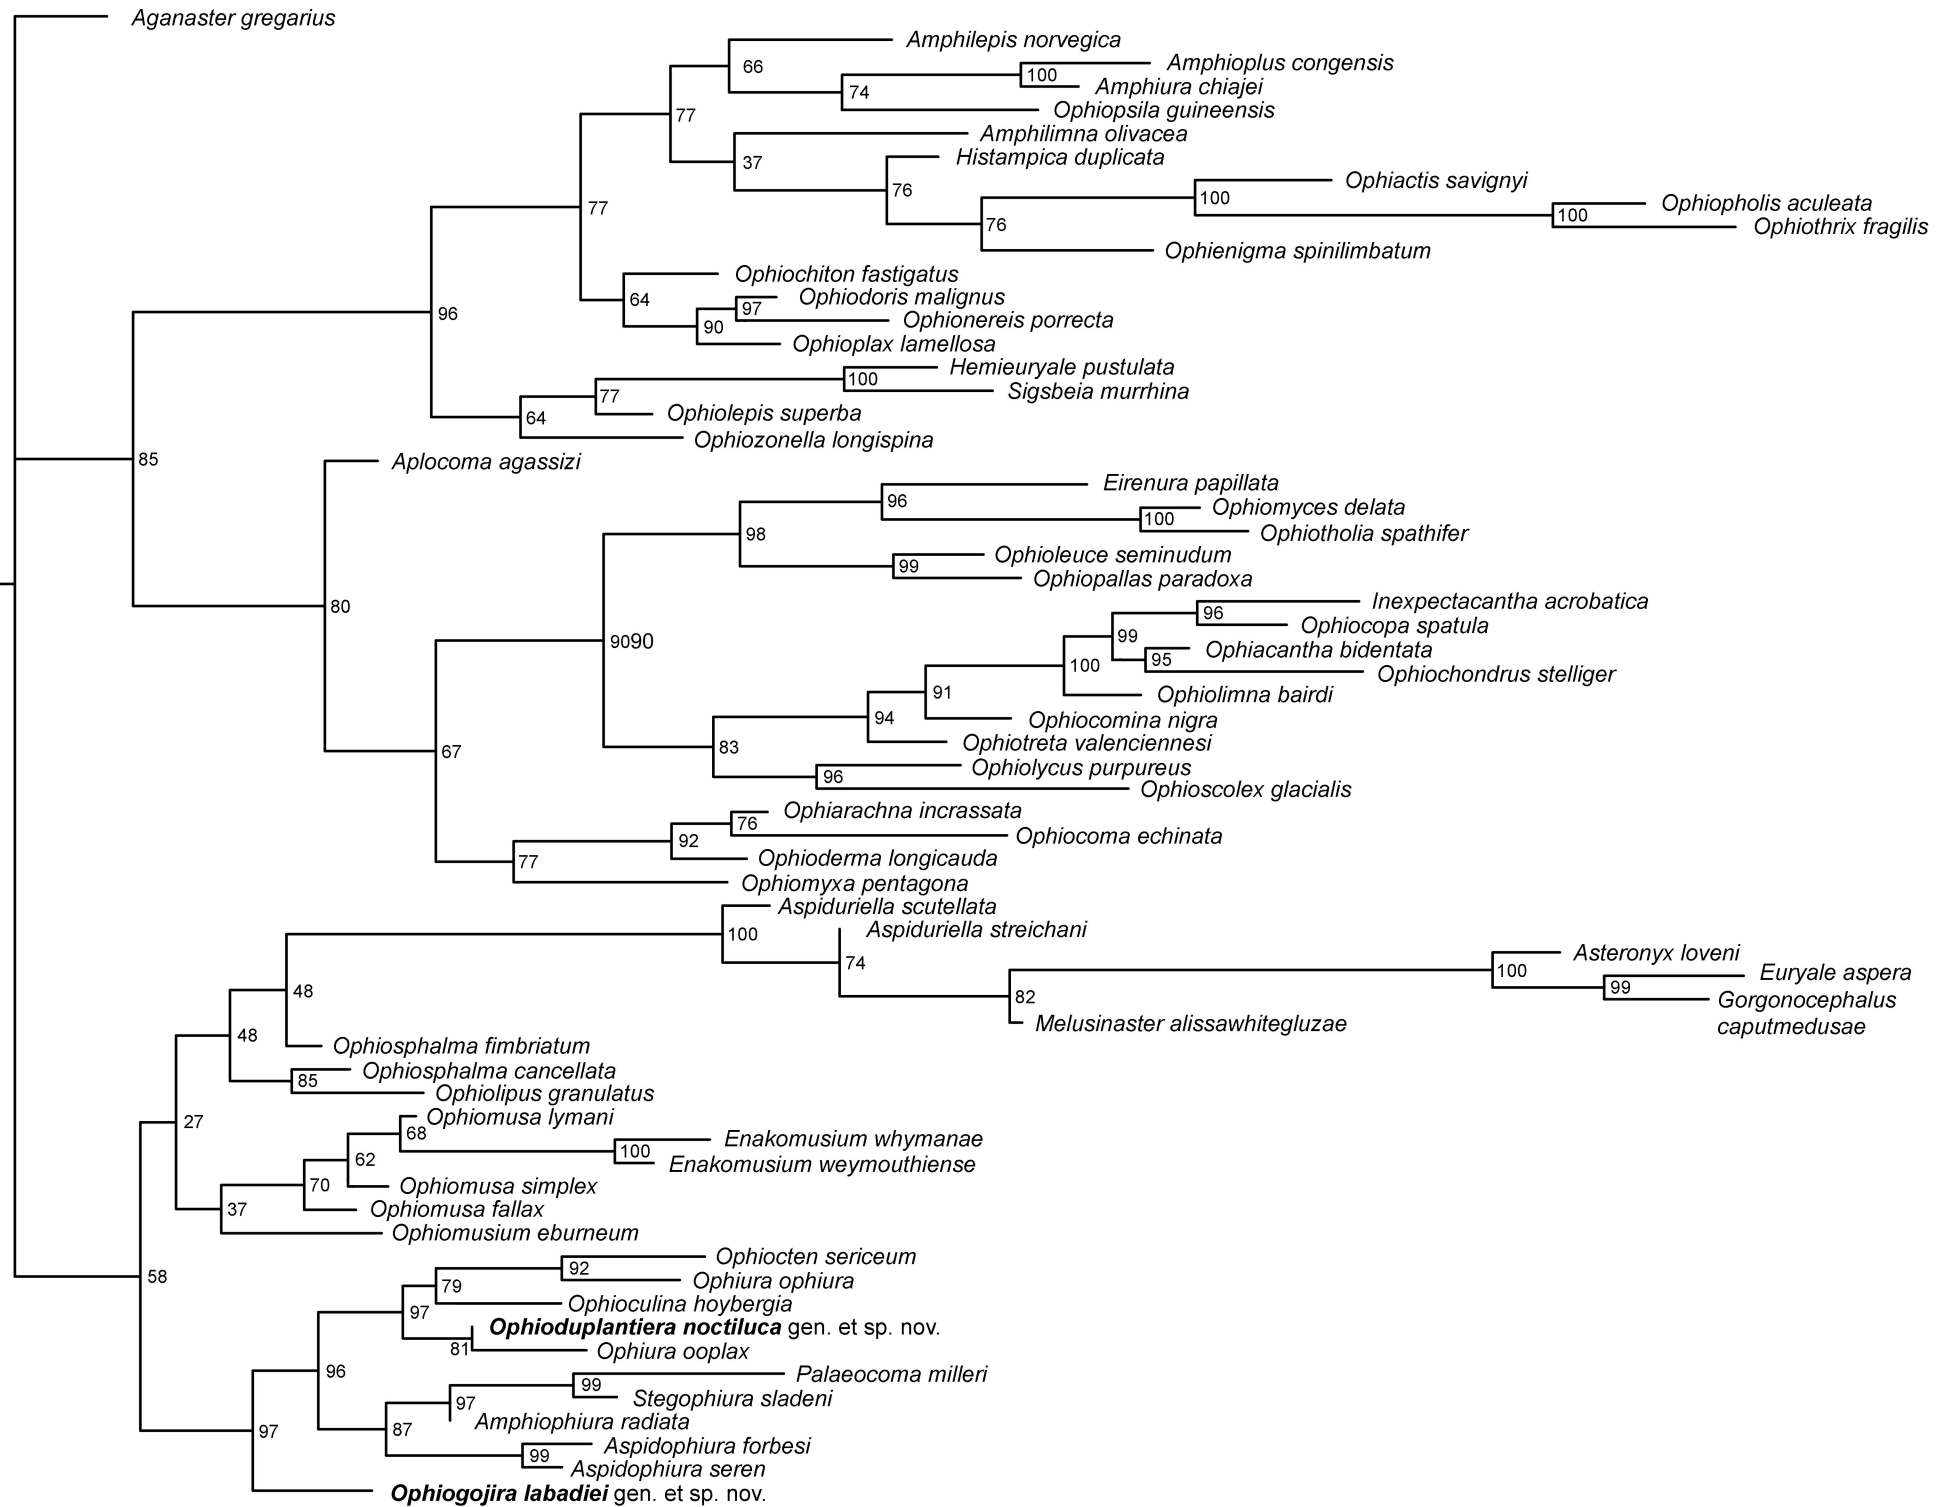 Aganaster gregarius
Amphilepis norvegica
66
Amphioplus congensis
100
Amphiura chiajei
74
Ophiopsila guineensis
77
Amphilimna olivacea
37
Histampica duplicata
76
Ophiactis savignyi
100
Ophiopholis aculeata
100
Ophiothrix fragilis
76
Ophienigma spinilimbatum
77
Ophiochiton fastigatus
64
Ophiodoris malignus
97
Ophionereis porrecta
90
Ophioplax lamellosa
96
Hemieuryale pustulata
100
Sigsbeia murrhina
77
Ophiolepis superba
64
Ophiozonella longispina
85
Aplocoma agassizi
80
Eirenura papillata
96
Ophiomyces delata
100
Ophiotholia spathifer
98
Ophioleuce seminudum
99
Ophiopallas paradoxa
9090
Inexpectacantha acrobatica
96
Ophiocopa spatula
99
Ophiacantha bidentata
95
Ophiochondrus stelliger
100
Ophiolimna bairdi
91
Ophiocomina nigra
94
Ophiotreta valenciennesi
83
Ophiolycus purpureus
96
Ophioscolex glacialis
67
Ophiarachna incrassata
76
Ophiocoma echinata
92
Ophioderma longicauda
77
Ophiomyxa pentagona
Aspiduriella scutellata
100
Aspiduriella streichani
74
Asteronyx loveni
100
Euryale aspera
99
Gorgonocephalus
caputmedusae
82
Melusinaster alissawhitegluzae
48
Ophiosphalma fimbriatum
48
Ophiosphalma cancellata
85
Ophiolipus granulatus
27
Ophiomusa lymani
68
Enakomusium whymanae
100
Enakomusium weymouthiense
62
Ophiomusa simplex
70
Ophiomusa fallax
37
Ophiomusium eburneum
58
Ophiocten sericeum
92
Ophiura ophiura
79
Ophioculina hoybergia
97
Ophioduplantiera noctiluca gen. et sp. nov.
81
Ophiura ooplax
96
Palaeocoma milleri
99
Stegophiura sladeni
97
Amphiophiura radiata
87
Aspidophiura forbesi
99
Aspidophiura seren
97
Ophiogojira labadiei gen. et sp. nov.